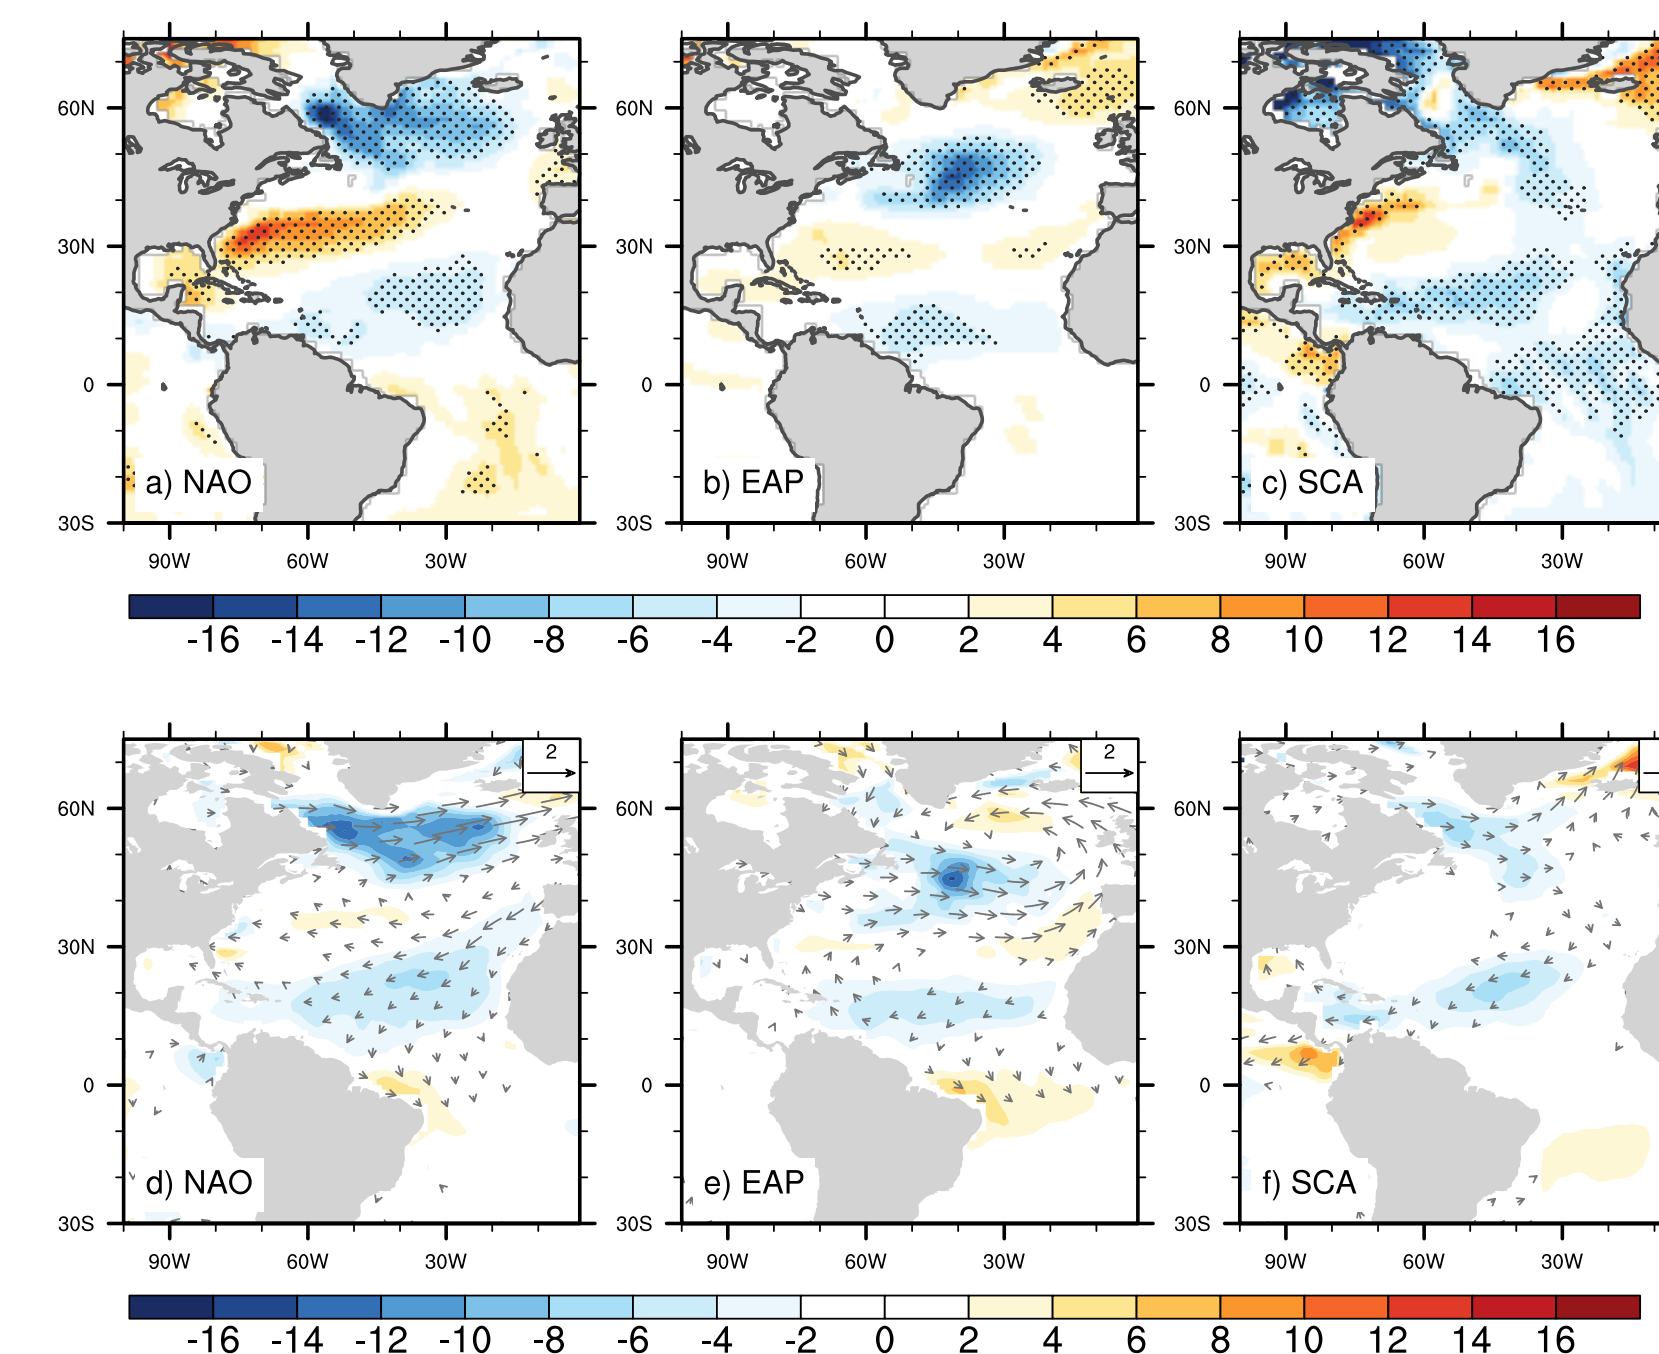 60N 60N 60N
30N 30N 30N
0 0 0
a) NAO b) EAP c) SCA
30S 30S 30S
90W 60W 30W 90W 60W 30W 90W 60W 30W
-16 -14 -12 -10 -8 -6 -4 -2 0 2 4 6 8 10 12 14 16
2 2
60N 60N 60N
30N 30N 30N
0 0 0
d) NAO e) EAP f) SCA
30S 30S 30S
90W 60W 30W 90W 60W 30W 90W 60W 30W
-16 -14 -12 -10 -8 -6 -4 -2 0 2 4 6 8 10 12 14 16